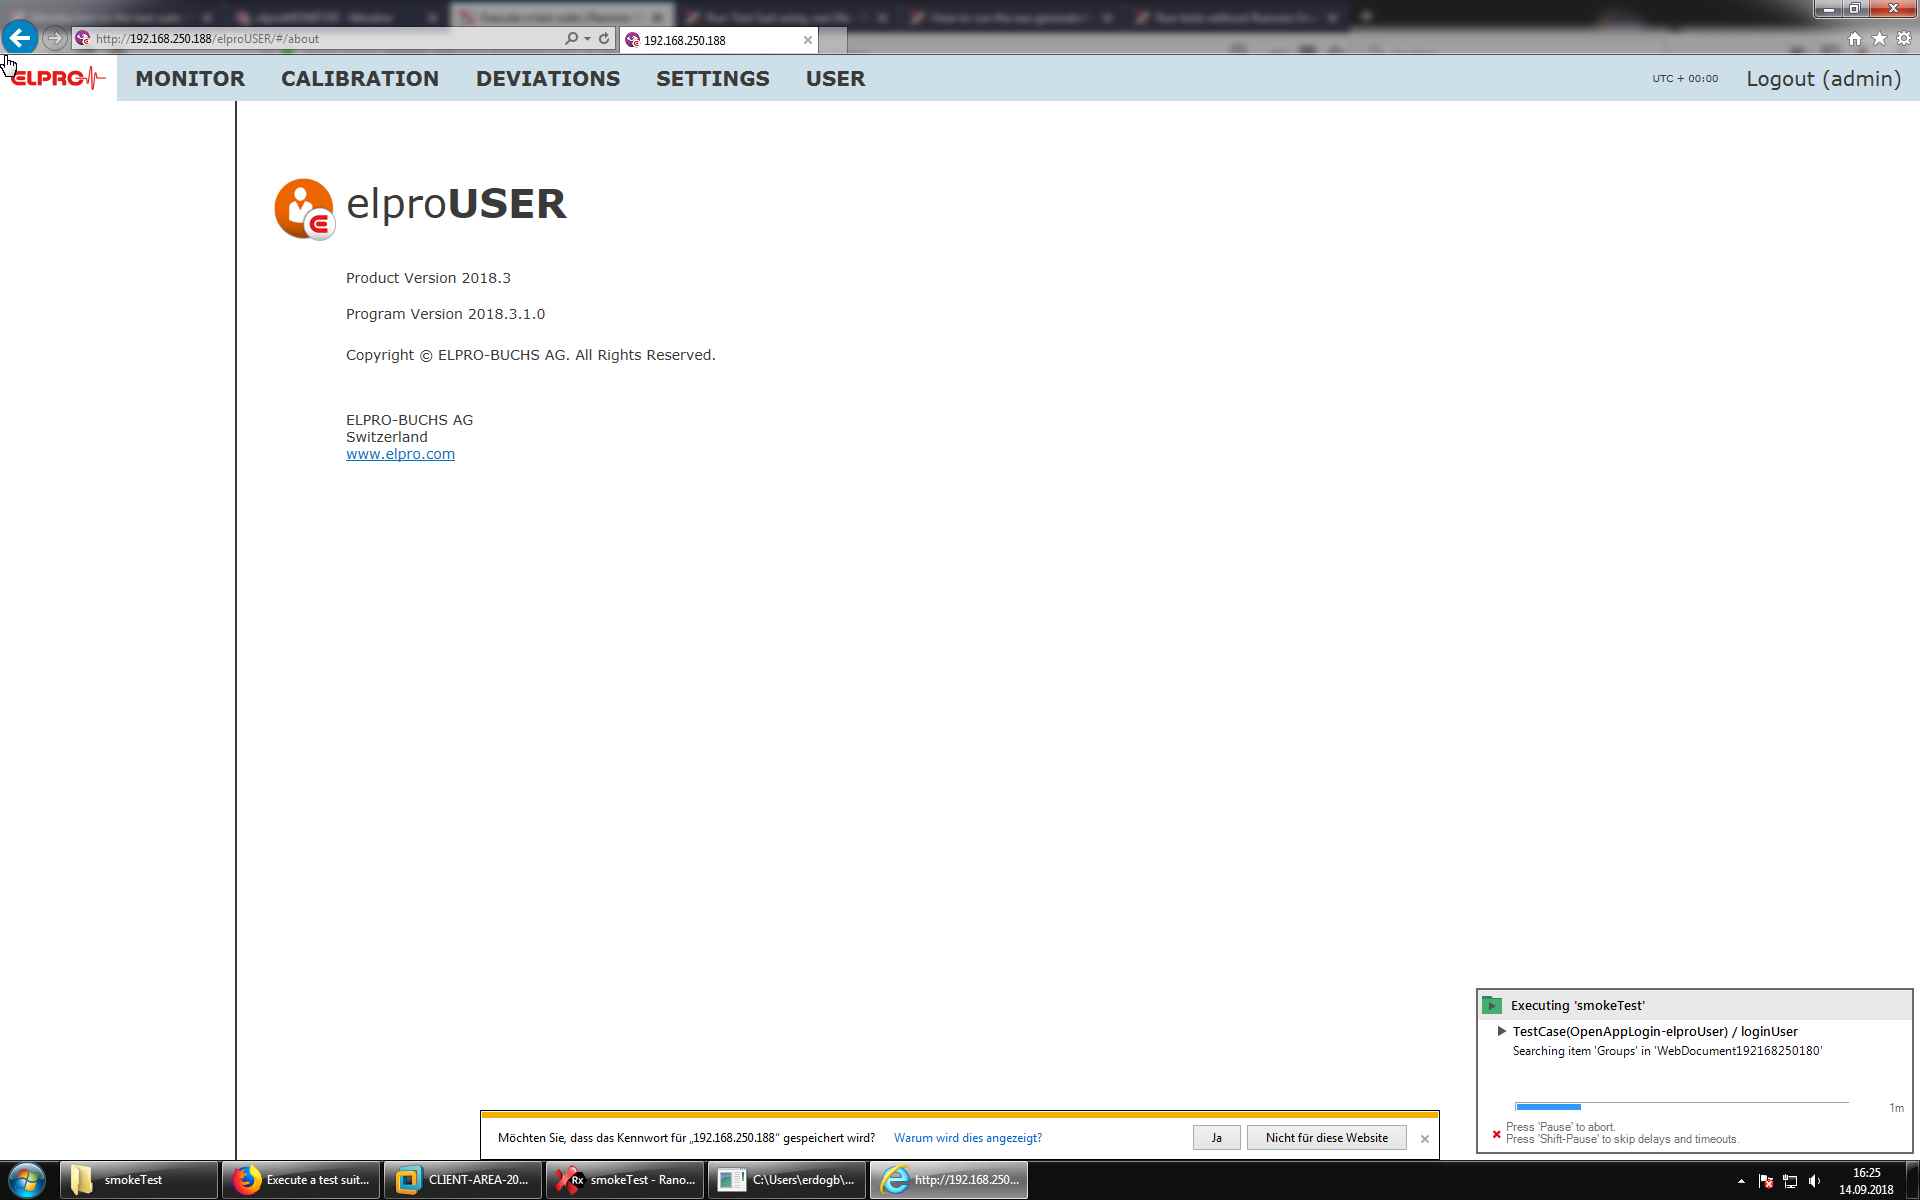 http://192.168.250.188/elproUSER/#/about
192.168.250.188
ELPRO
MONITOR CALIBRATION DEVIATIONS SETTINGS USER
UTC + 00:00
Logout (admin)
elproUSER
Product Version 2018.3
Program Version 2018.3.1.0
Copyright © ELPRO-BUCHS AG. All Rights Reserved.
ELPRO-BUCHS AG
Switzerland
www.elpro.com
Executing 'smokeTest'
TestCase(OpenAppLogin-elproUser) / loginUser
Searching item 'Groups' in 'WebDocument192168250180'
1m
Press 'Pause' to abort.
Press 'Shift-Pause' to skip delays and timeouts.
Möchten Sie, dass das Kennwort für „192.168.250.188“ gespeichert wird?
Warum wird dies angezeigt?
Ja
Nicht für diese Website
smokeTest
Execute a test suit...
CLIENT-AREA-20...
Rx
smokeTest - Rano...
C:\Users\erdogb\...
http://192.168.250...
16:25
14.09.2018